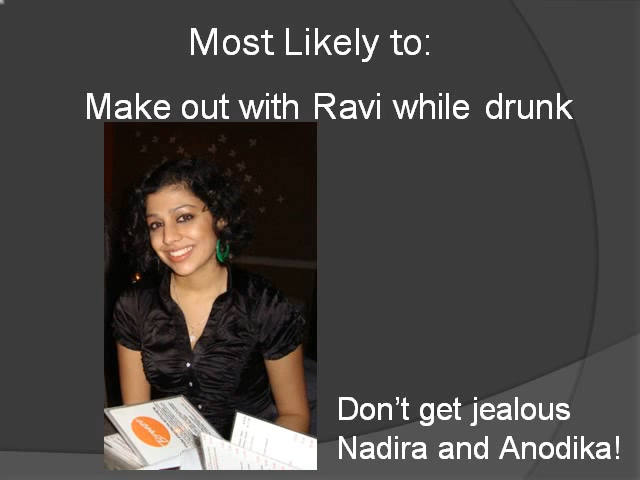 Most Likely to:
Make out with Ravi while drunk
Don't get jealous
Nadira and Anodika!